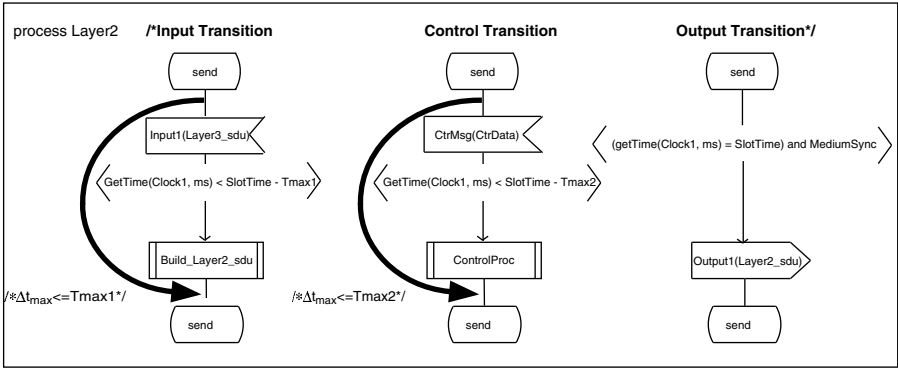 process Layer2 /*Input Transition Control Transition Output Transition*/
send send send
Input1(Layer3_sdu) CtrMsg(CtrData)
(getTime(Clock1, ms) = SlotTime) and MediumSync
GetTime(Clock1, ms) < SlotTime - Tmax1 GetTime(Clock1, ms) < SlotTime - Tmax2
Build_Layer2_sdu ControlProc Output1(Layer2_sdu)
/*Δtmax<=Tmax1*/ /*Δtmax<=Tmax2*/
send send send